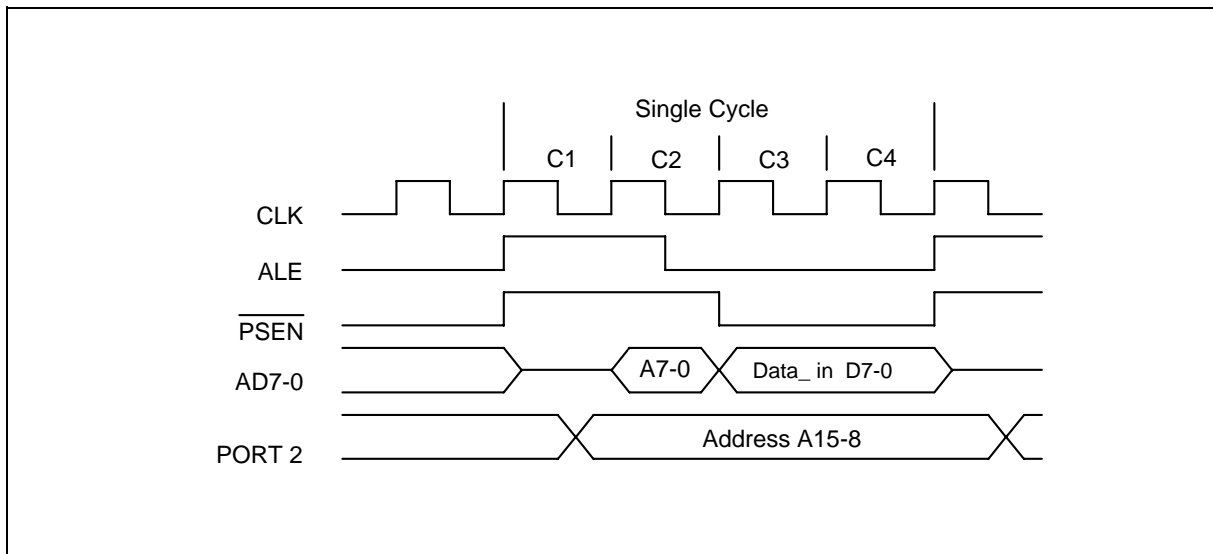 Single Cycle
C1 C2 C3 C4
CLK
ALE
PSEN
AD7-0 A7-0 Data_ in D7-0
PORT 2 Address A15-8